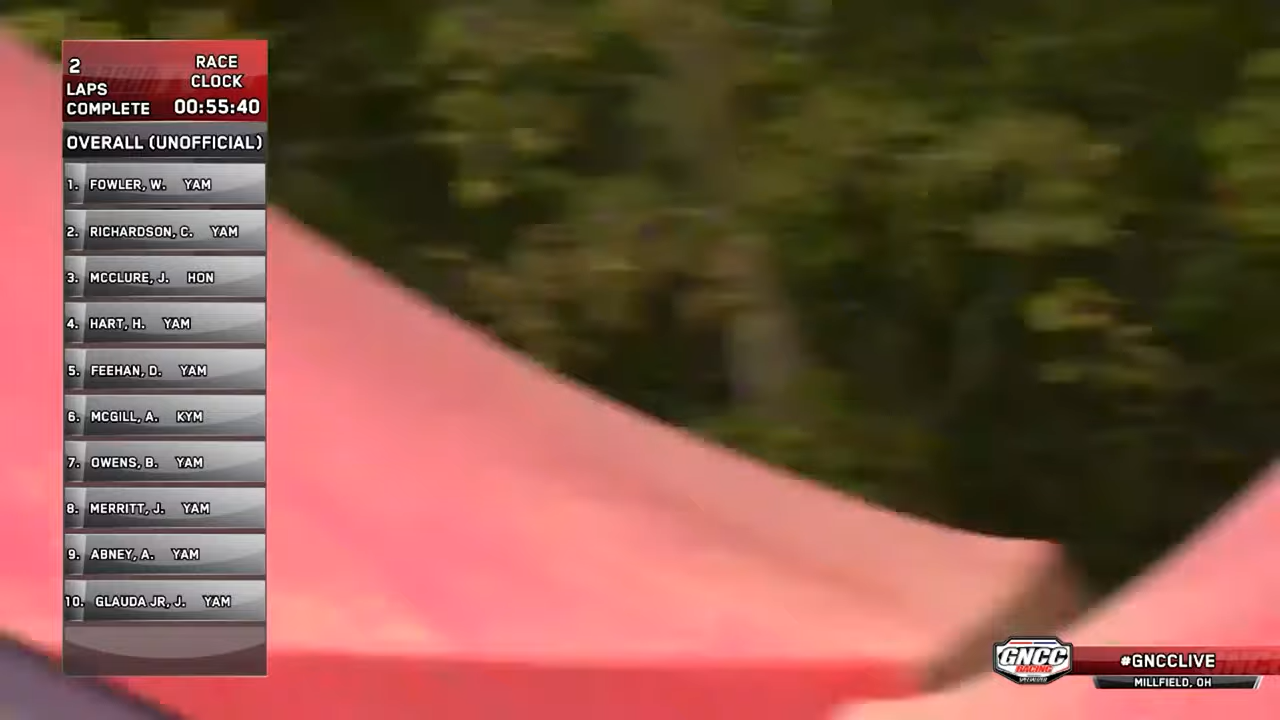 2
LAPS
COMPLETE
RACE
CLOCK
00:55:40
OVERALL (UNOFFICIAL)
1. FOWLER, W. YAM
2. RICHARDSON, C. YAM
3. MCCLURE, J. HON
4. HART, H. YAM
5. FEEHAN, D. YAM
6. MCGILL, A. KYM
7. OWENS, B. YAM
8. MERRITT, J. YAM
9. ABNEY, A. YAM
10. GLAUDA JR, J. YAM
GNCC
RACING
#GNCCLIVE
MILLFIELD, OH